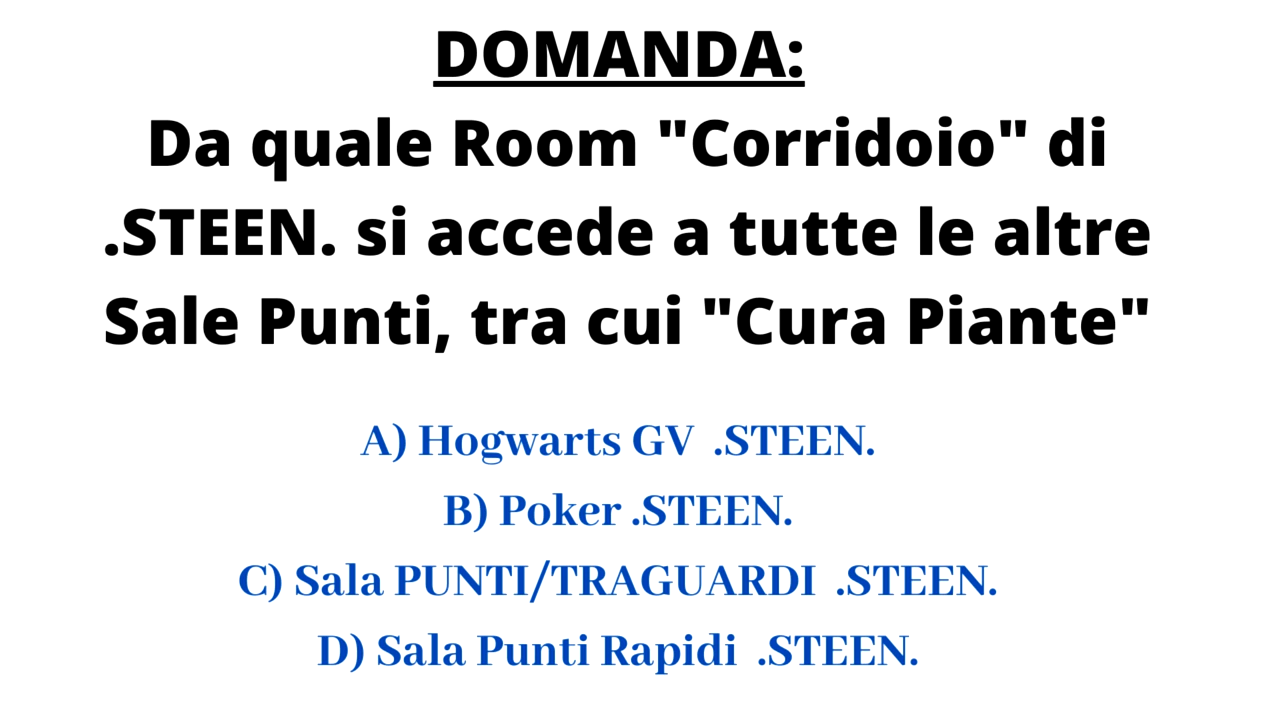 DOMANDA:
Da quale Room "Corridoio" di
.STEEN. si accede a tutte le altre
Sale Punti, tra cui "Cura Piante"
A) Hogwarts GV .STEEN.
B) Poker .STEEN.
C) Sala PUNTI/TRAGUARDI .STEEN.
D) Sala Punti Rapidi .STEEN.